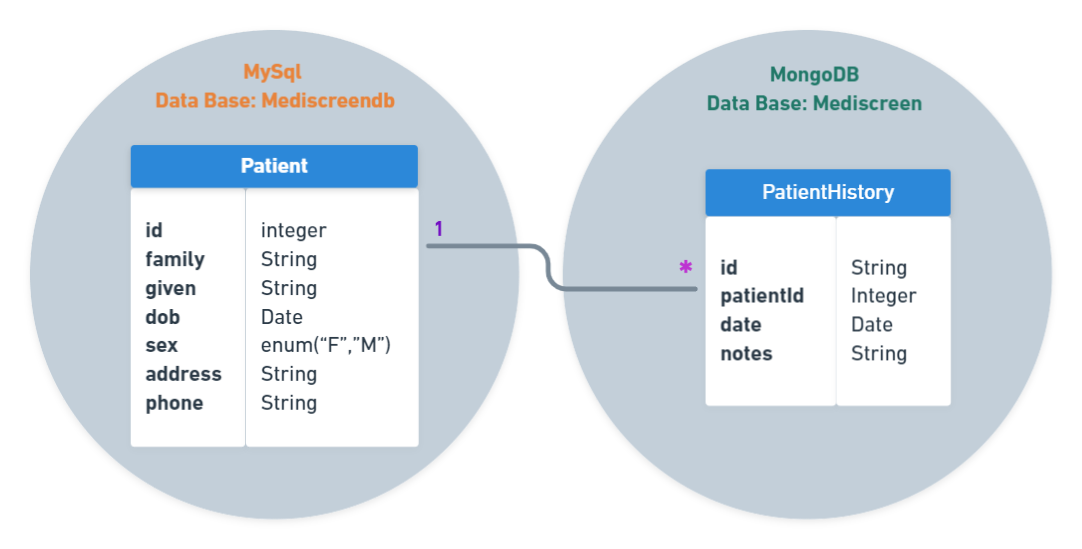 MySql
Data Base: Mediscreendb
Patient
id integer
family String
given String
dob Date
sex enum(“F”,”M”)
address String
phone String
1
*
MongoDB
Data Base: Mediscreen
PatientHistory
id String
patientId Integer
date Date
notes String